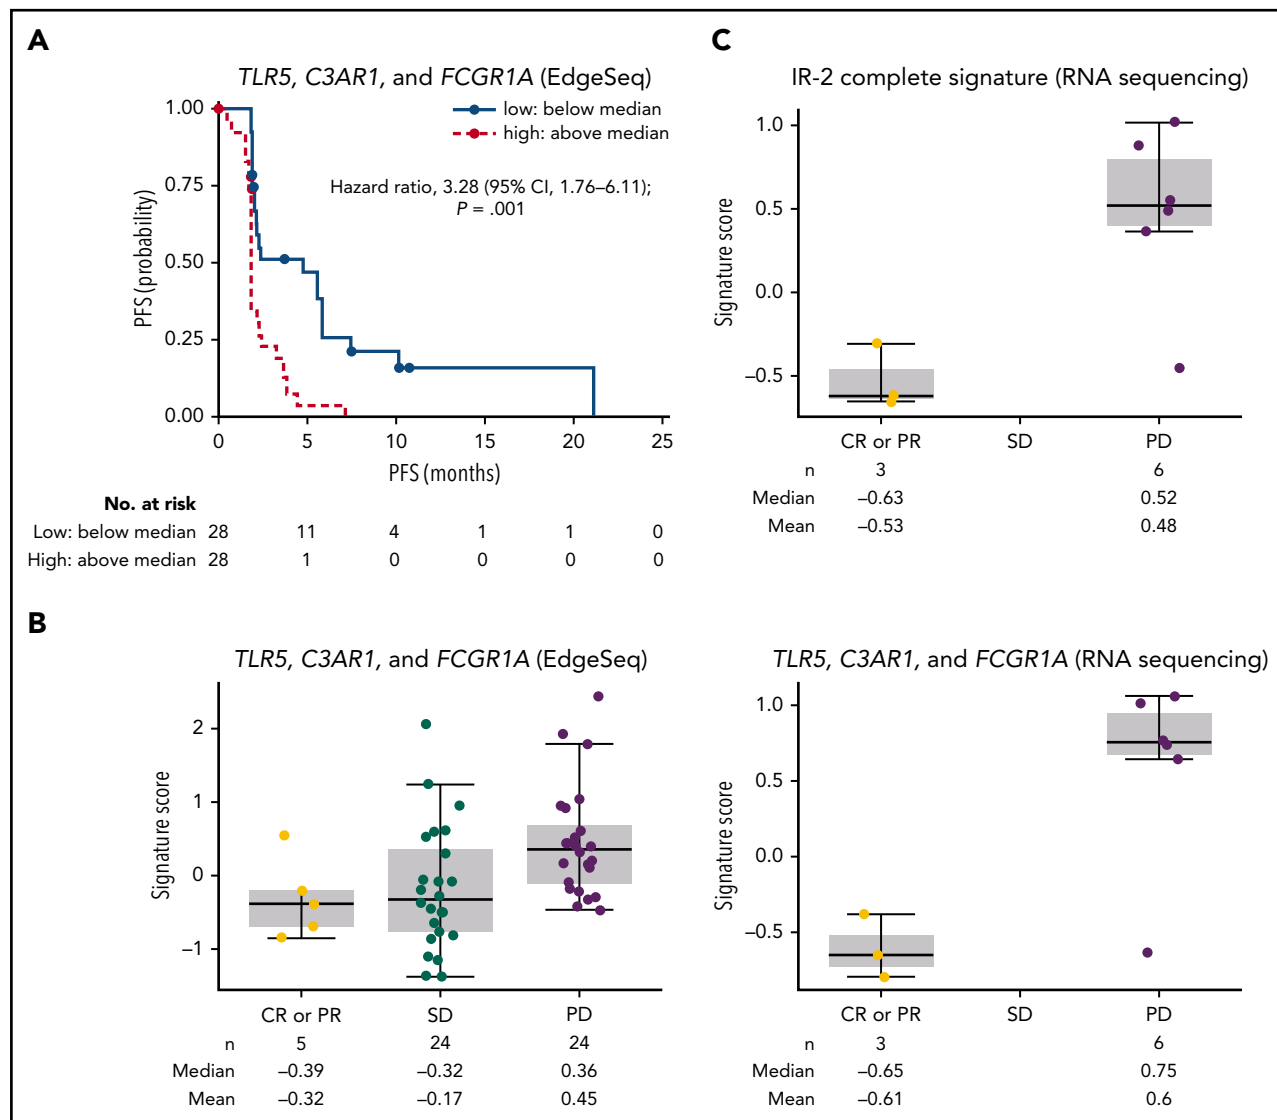 A
TLR5, C3AR1, and FCGR1A (EdgeSeq)
low: below median
high: above median
Hazard ratio, 3.28 (95% CI, 1.76–6.11);
P = .001
PFS (probability)
1.00
0.75
0.50
0.25
0.00
0 5 10 15 20 25
PFS (months)
No. at risk
Low: below median 28 11 4 1 1 0
High: above median 28 1 0 0 0 0
B
TLR5, C3AR1, and FCGR1A (EdgeSeq)
Signature score
2
1
0
–1
CR or PR SD PD
n 5 24 24
Median –0.39 –0.32 0.36
Mean –0.32 –0.17 0.45
C
IR-2 complete signature (RNA sequencing)
Signature score
1.0
0.5
0.0
–0.5
CR or PR SD PD
n 3 6
Median –0.63 0.52
Mean –0.53 0.48
TLR5, C3AR1, and FCGR1A (RNA sequencing)
Signature score
1.0
0.5
0.0
–0.5
CR or PR SD PD
n 3 6
Median –0.65 0.75
Mean –0.61 0.6